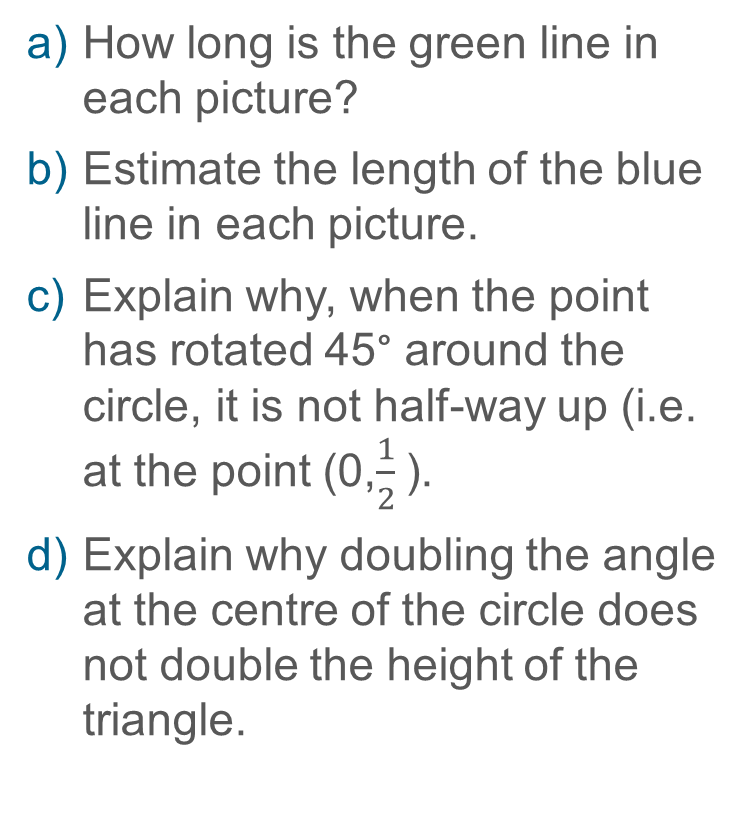 a) How long is the green line in
each picture?
b) Estimate the length of the blue
line in each picture.
c) Explain why, when the point
has rotated 45° around the
circle, it is not half-way up (i.e.
at the point (0,1/2 ).
d) Explain why doubling the angle
at the centre of the circle does
not double the height of the
triangle.